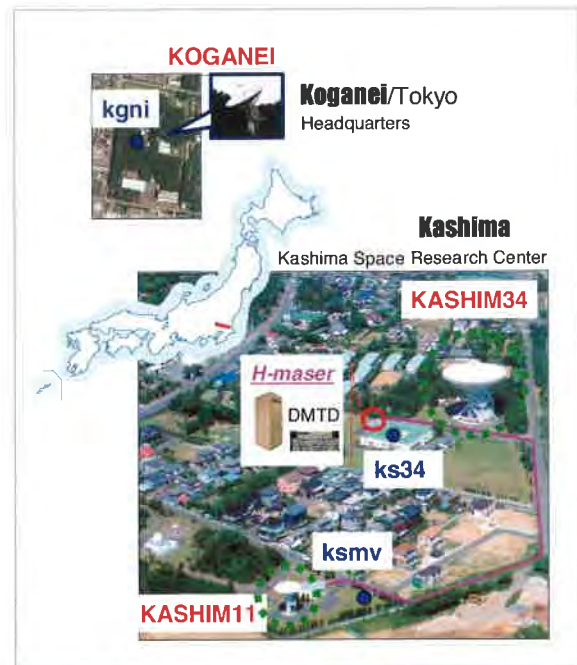 KOGANEI
kgni
Koganei/Tokyo
Headquarters
Kashima
Kashima Space Research Center
KASHIM34
H-maser
DMTD
ks34
ksmv
KASHIM11